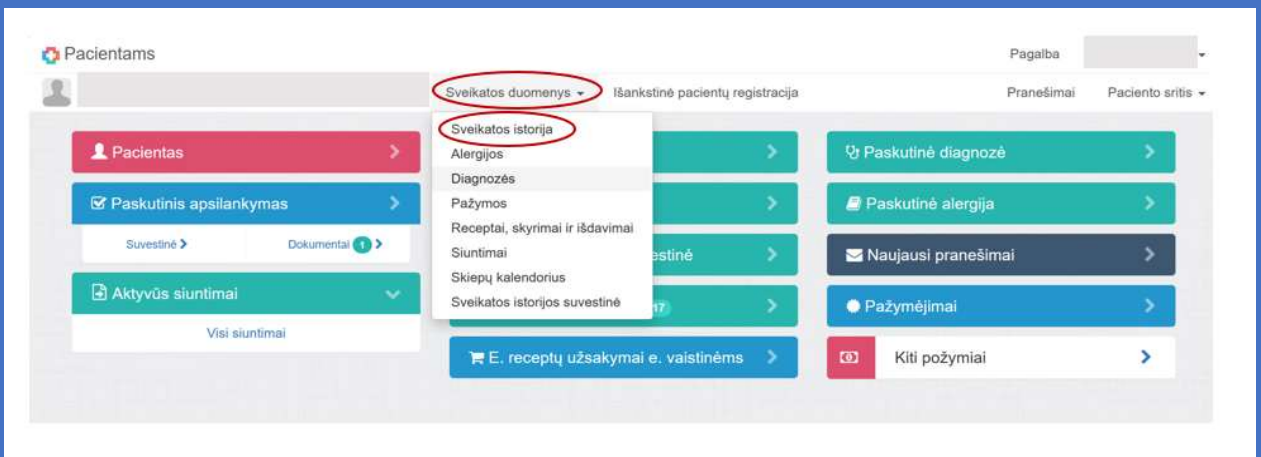 Pacientams
Pagalba
Sveikatos duomenys
Išankstinė pacientų registracija
Pranešimai
Paciento sritis
Sveikatos istorija
Alergijos
Diagnozės
Pažymos
Receptai, skyrimai ir išdavimai
Siuntimai
Skiepų kalendorius
Sveikatos istorijos suvestinė
Pacientas
Paskutinis apsilankymas
Suvestinė
Dokumentai 1
Aktyvūs siuntimai
Visi siuntimai
estinė
17
E. receptų užsakymai e. vaistinėms
Paskutinė diagnozė
Paskutinė alergija
Naujausi pranešimai
Pažymėjimai
Kiti požymiai